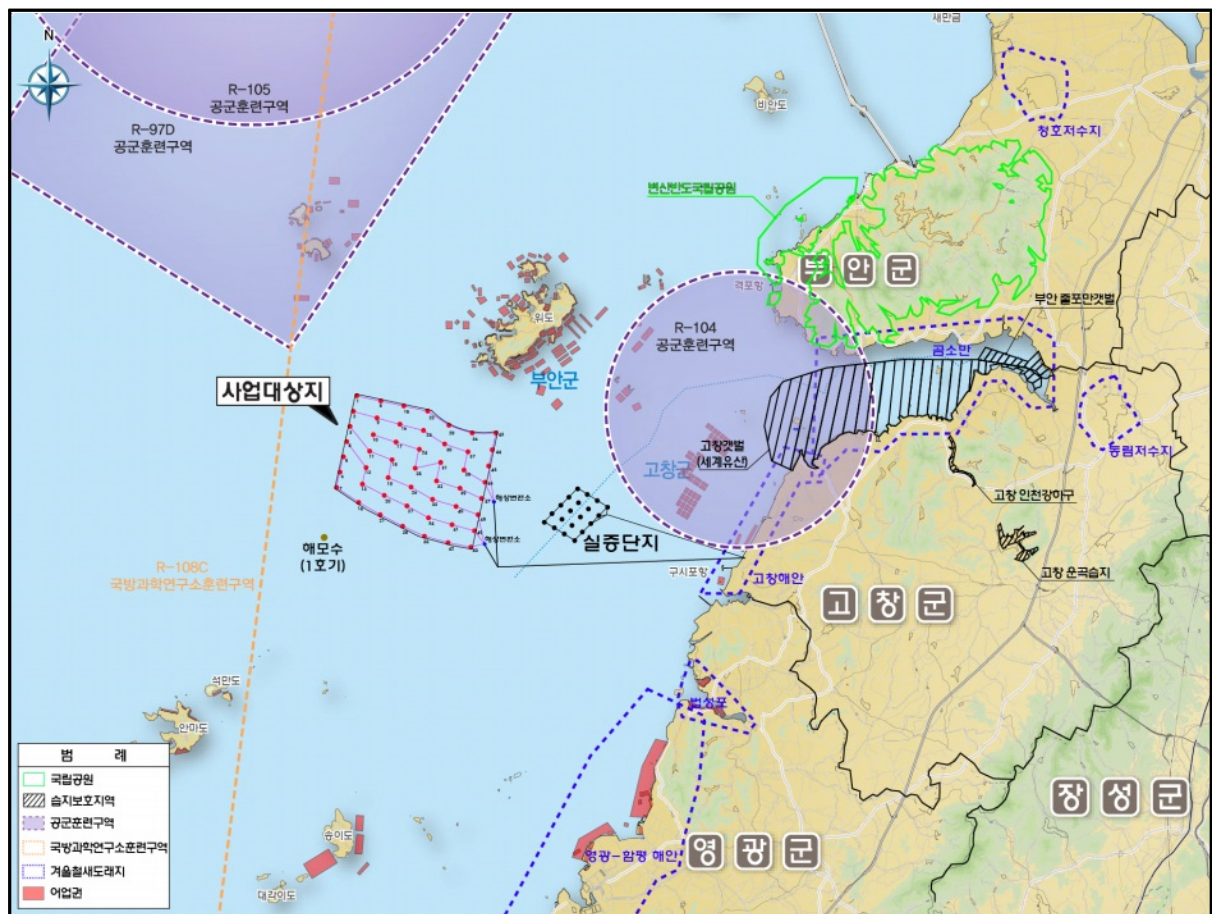 새만금
N
R-105
공군훈련구역
R-97D
공군훈련구역
비안도
청호저수지
변산반도국립공원
부안군
격포항
부안 줄포만갯벌
위도
R-104
공군훈련구역
곰소만
부안군
사업대상지
고창갯벌
(세계유산)
고창군
동림저수지
해상변전소
고창 인천강하구
해상변전소
실증단지
해모수
(1호기)
구시포항
고창해안
고창 운곡습지
R-108C
국방과학연구소훈련구역
고창군
석만도
안마도
법성포
범 례
국립공원
습지보호지역
공군훈련구역
국방과학연구소훈련구역
겨울철새도래지
어업권
장성군
송이도
영광-함평 해안
영광군
대각이도